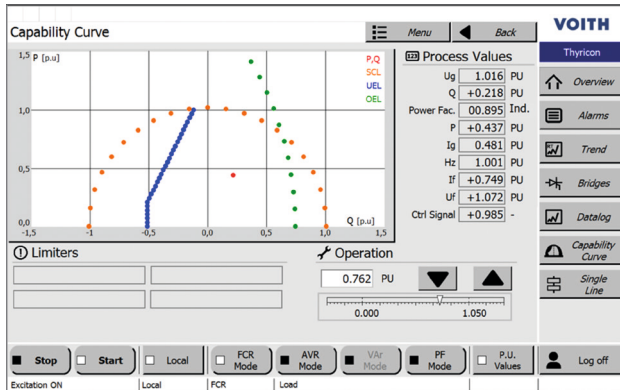 Capability Curve
Menu
Back
VOITH
Thyricon
1,5
P [p.u]
P,Q
SCL
UEL
OEL
1,0
0,5
0,0
Q [p.u]
-1,5
-1
-0,5
0,0
0,5
1,0
1,5
Process Values
Ug 1.016 PU
Q +0.218 PU
Power Fac. 00.895 Ind.
P +0.437 PU
Ig 0.481 PU
Hz 1.001 PU
If +0.749 PU
Uf +1.072 PU
Ctrl Signal +0.985 -
Overview
Alarms
Trend
Bridges
Datalog
Capability
Curve
Single
Line
Limiters
Operation
0.762 PU
0.000 1.050
Stop
Start
Local
FCR
Mode
AVR
Mode
VAr
Mode
PF
Mode
P.U.
Values
Log off
Excitation ON
Local
FCR
Load